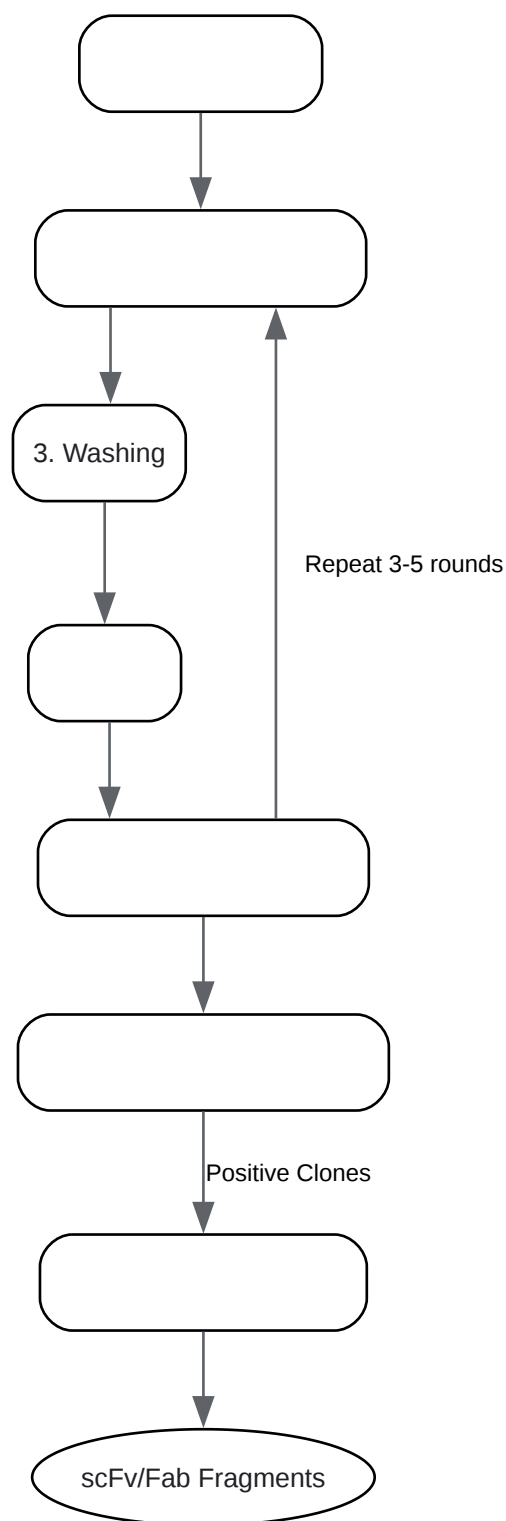 3. Washing
Repeat 3-5 rounds
Positive Clones
scFv/Fab Fragments